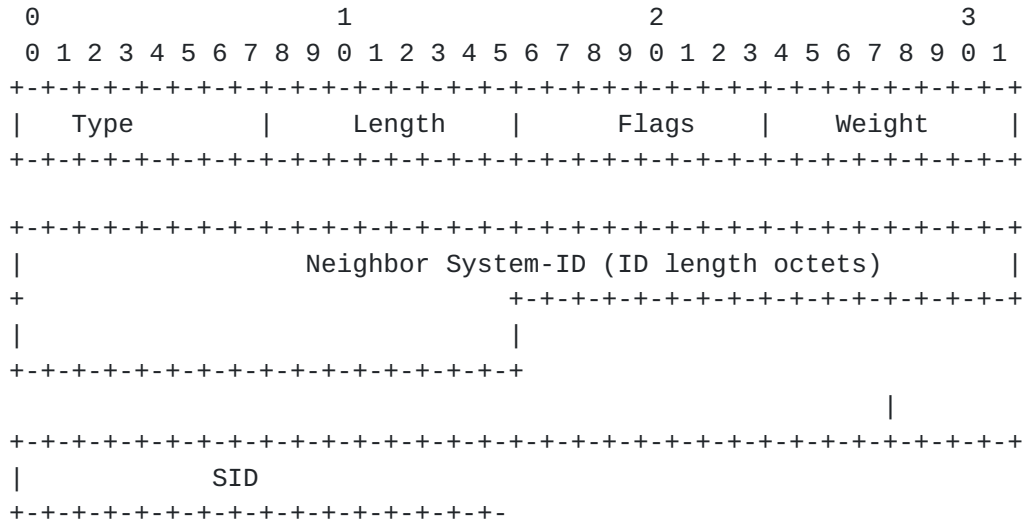 0                   1                   2                   3
 0 1 2 3 4 5 6 7 8 9 0 1 2 3 4 5 6 7 8 9 0 1 2 3 4 5 6 7 8 9 0 1
+-+-+-+-+-+-+-+-+-+-+-+-+-+-+-+-+-+-+-+-+-+-+-+-+-+-+-+-+-+-+-+-+
|   Type        |     Length    |      Flags    |    Weight     |
+-+-+-+-+-+-+-+-+-+-+-+-+-+-+-+-+-+-+-+-+-+-+-+-+-+-+-+-+-+-+-+-+

+-+-+-+-+-+-+-+-+-+-+-+-+-+-+-+-+-+-+-+-+-+-+-+-+-+-+-+-+-+-+-+-+
|                  Neighbor System-ID (ID length octets)        |
+                               +-+-+-+-+-+-+-+-+-+-+-+-+-+-+-+-+
|                               |
+-+-+-+-+-+-+-+-+-+-+-+-+-+-+-+-+
                                                        |
+-+-+-+-+-+-+-+-+-+-+-+-+-+-+-+-+-+-+-+-+-+-+-+-+-+-+-+-+-+-+-+-+
|            SID
+-+-+-+-+-+-+-+-+-+-+-+-+-+-+-+-